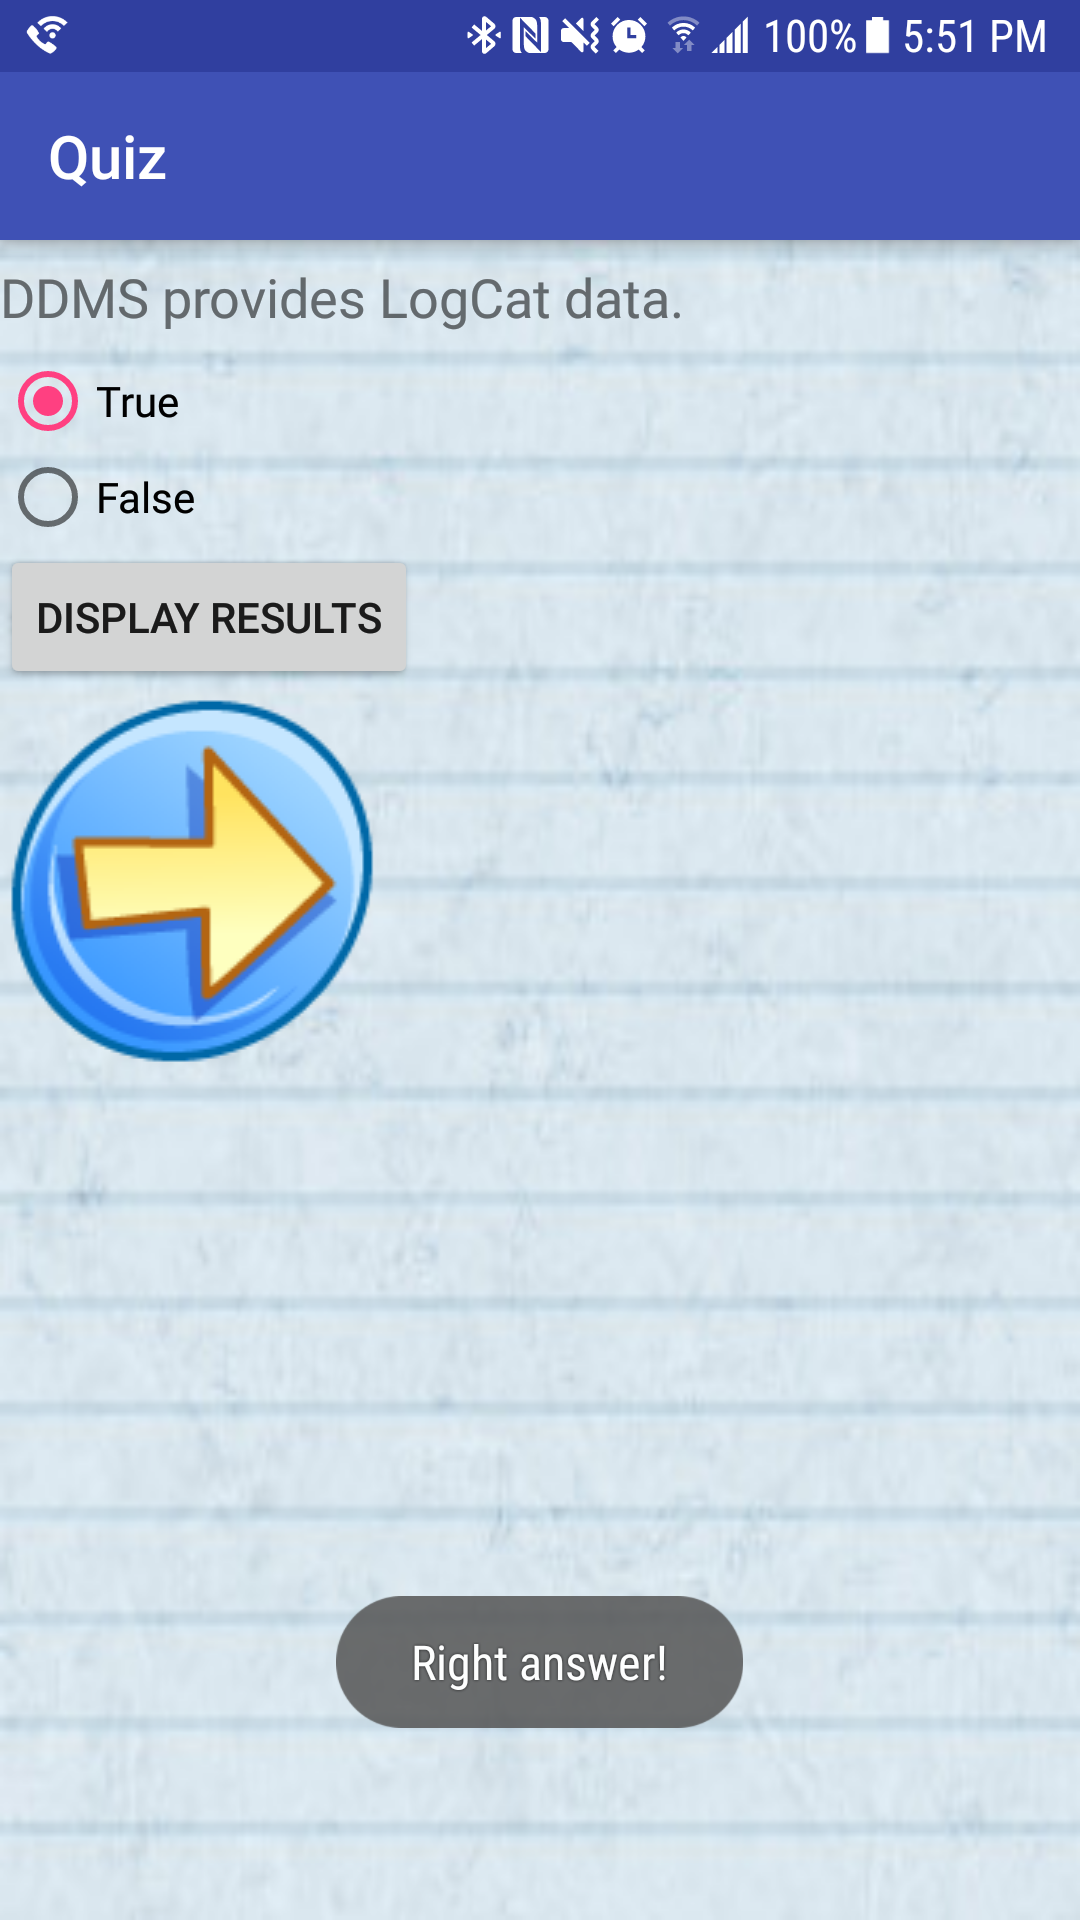 100% 5:51 PM
Quiz
DDMS provides LogCat data.
True
False
DISPLAY RESULTS
Right answer!